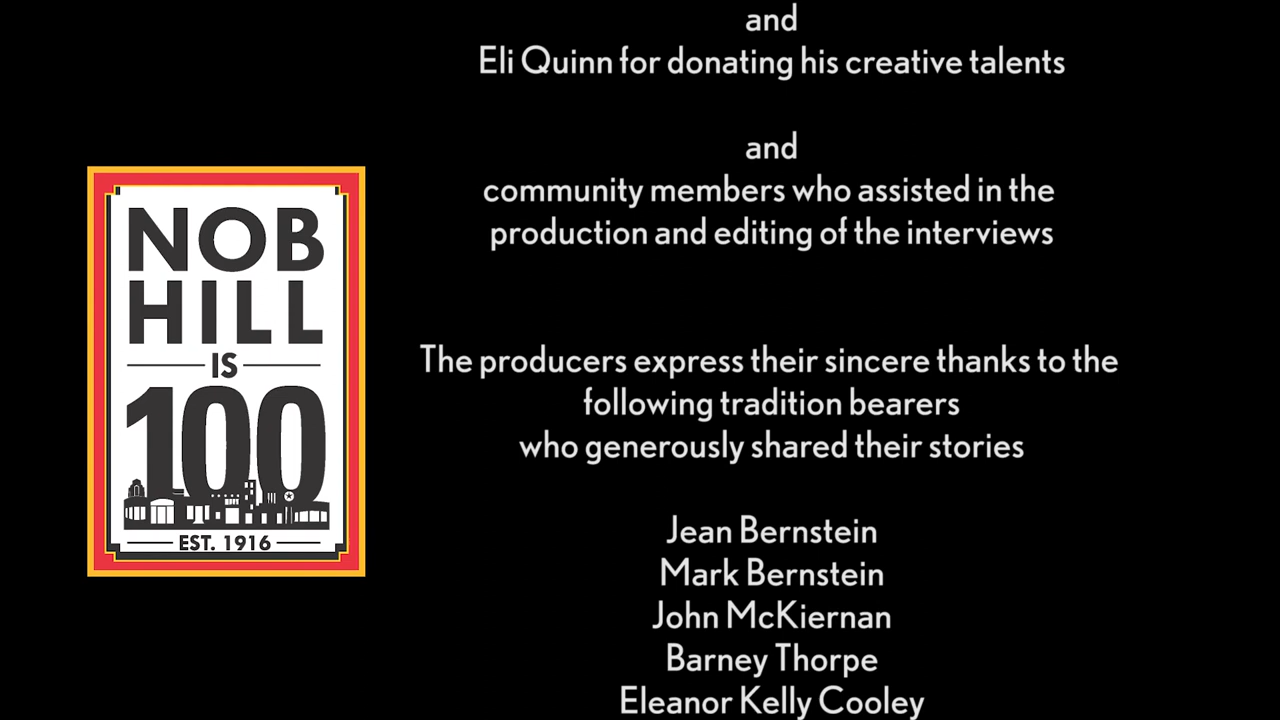 and
Eli Quinn for donating his creative talents
and
community members who assisted in the
production and editing of the interviews
The producers express their sincere thanks to the
following tradition bearers
who generously shared their stories
Jean Bernstein
Mark Bernstein
John McKiernan
Barney Thorpe
Eleanor Kelly Cooley
NOB
HILL
IS
100
EST. 1916